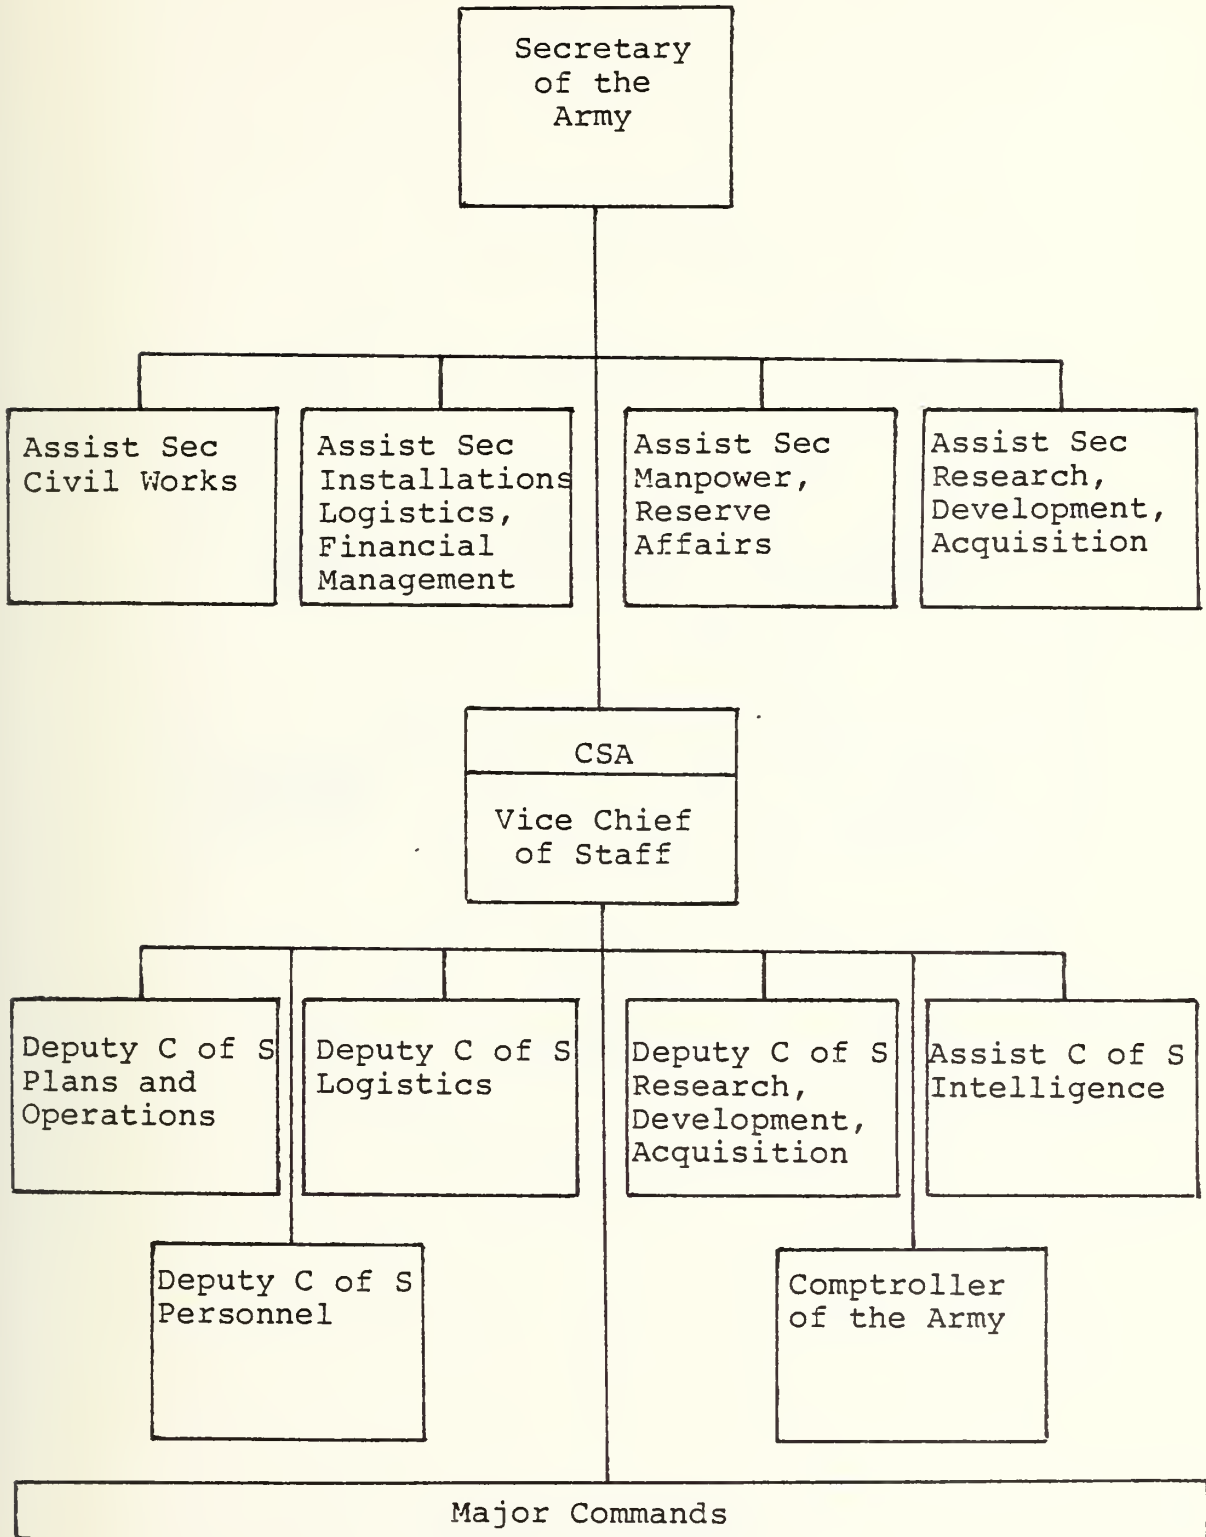 Secretary
of the
Army
Assist Sec
Civil Works
Assist Sec
Installations
Logistics,
Financial
Management
Assist Sec
Manpower,
Reserve
Affairs
Assist Sec
Research,
Development,
Acquisition
CSA
Vice Chief
of Staff
Deputy C of S
Plans and
Operations
Deputy C of S
Logistics
Deputy C of S
Research,
Development,
Acquisition
Assist C of S
Intelligence
Deputy C of S
Personnel
Comptroller
of the Army
Major Commands